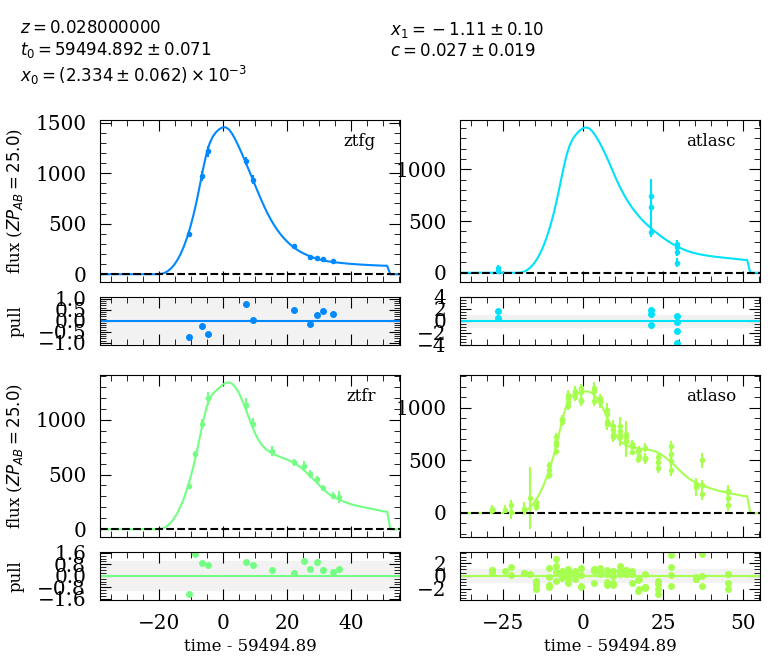 z = 0.028000000
t₀ = 59494.892 ± 0.071
x₀ = (2.334 ± 0.062) × 10⁻³
x₁ = −1.11 ± 0.10
c = 0.027 ± 0.019
1500
1000
500
0
flux (ZP_AB = 25.0)
ztfg
1000
500
0
atlasc
1.0
0.5
0.0
−0.5
−1.0
pull
4
2
0
−2
−4
1000
500
0
flux (ZP_AB = 25.0)
ztfr
1000
500
0
atlaso
1.6
0.8
0.0
−0.8
−1.6
pull
2
0
−2
−20 0 20 40
time - 59494.89
−25 0 25 50
time - 59494.89